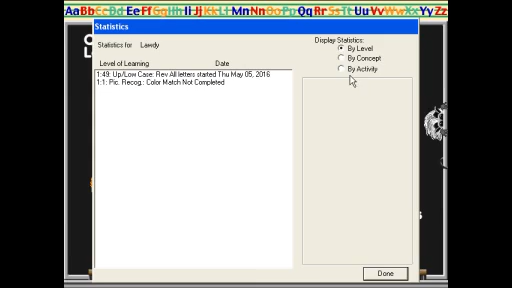 AaBbCcDdEeFfGgHhIiJjKkLlMmNnOoPpQqRrSsTtUuVvWwXxYyZz
Statistics
Statistics for Lawdy
Display Statistics:
By Level
By Concept
By Activity
Level of Learning Date
1:49: Up/Low Case: Rev All letters started Thu May 05, 2016
1:1: Pic. Recog.: Color Match Not Completed
Done